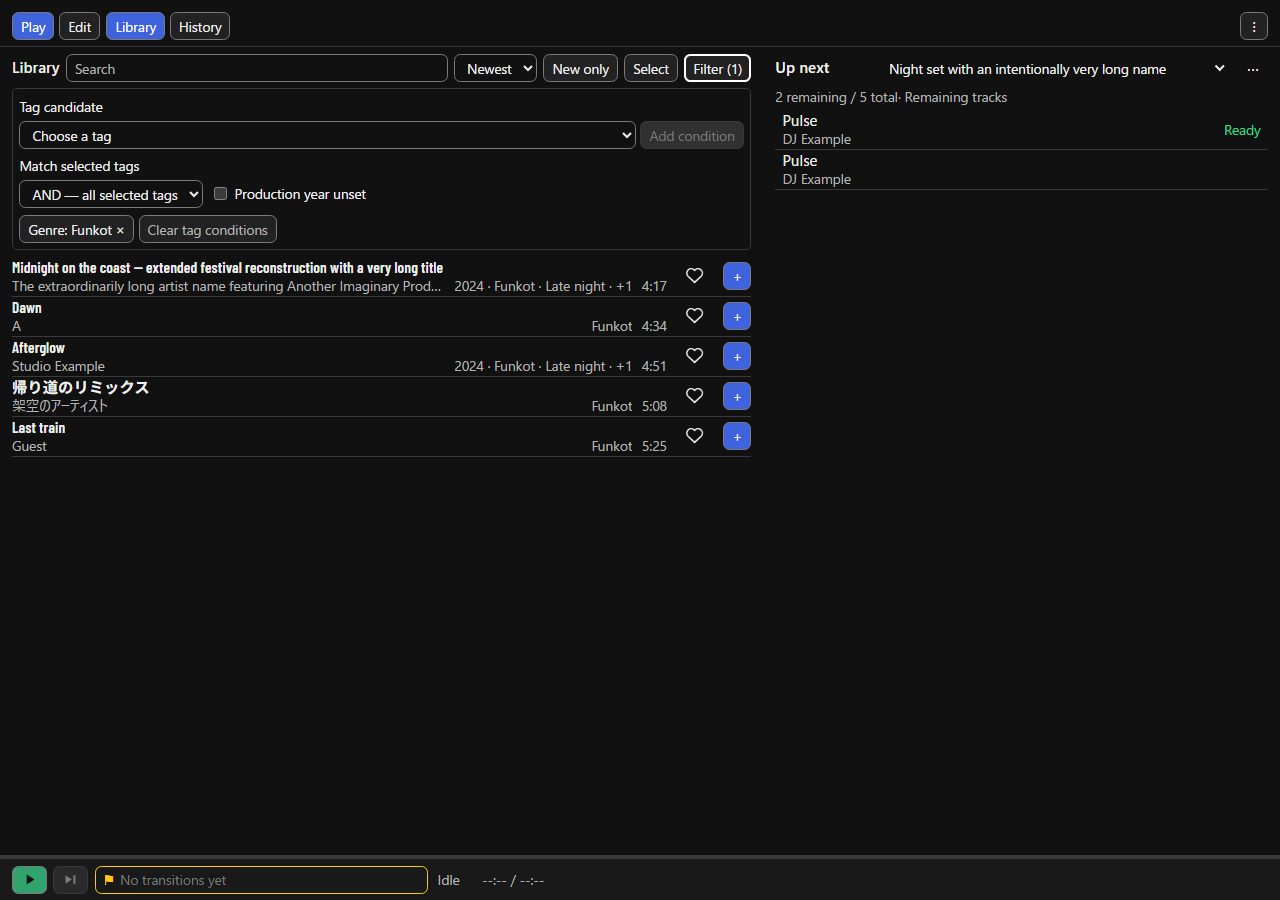 Play Edit Library History ⋮
Library Search Newest New only Select Filter (1)
Tag candidate
Choose a tag Add condition
Match selected tags
AND — all selected tags Production year unset
Genre: Funkot × Clear tag conditions
Midnight on the coast — extended festival reconstruction with a very long title
The extraordinarily long artist name featuring Another Imaginary Prod... 2024 · Funkot · Late night · +1 4:17 +
Dawn
A Funkot 4:34 +
Afterglow
Studio Example 2024 · Funkot · Late night · +1 4:51 +
帰り道のリミックス
架空のアーティスト Funkot 5:08 +
Last train
Guest Funkot 5:25 +
Up next Night set with an intentionally very long name ...
2 remaining / 5 total· Remaining tracks
Pulse
DJ Example Ready
Pulse
DJ Example
No transitions yet Idle --:-- / --:--